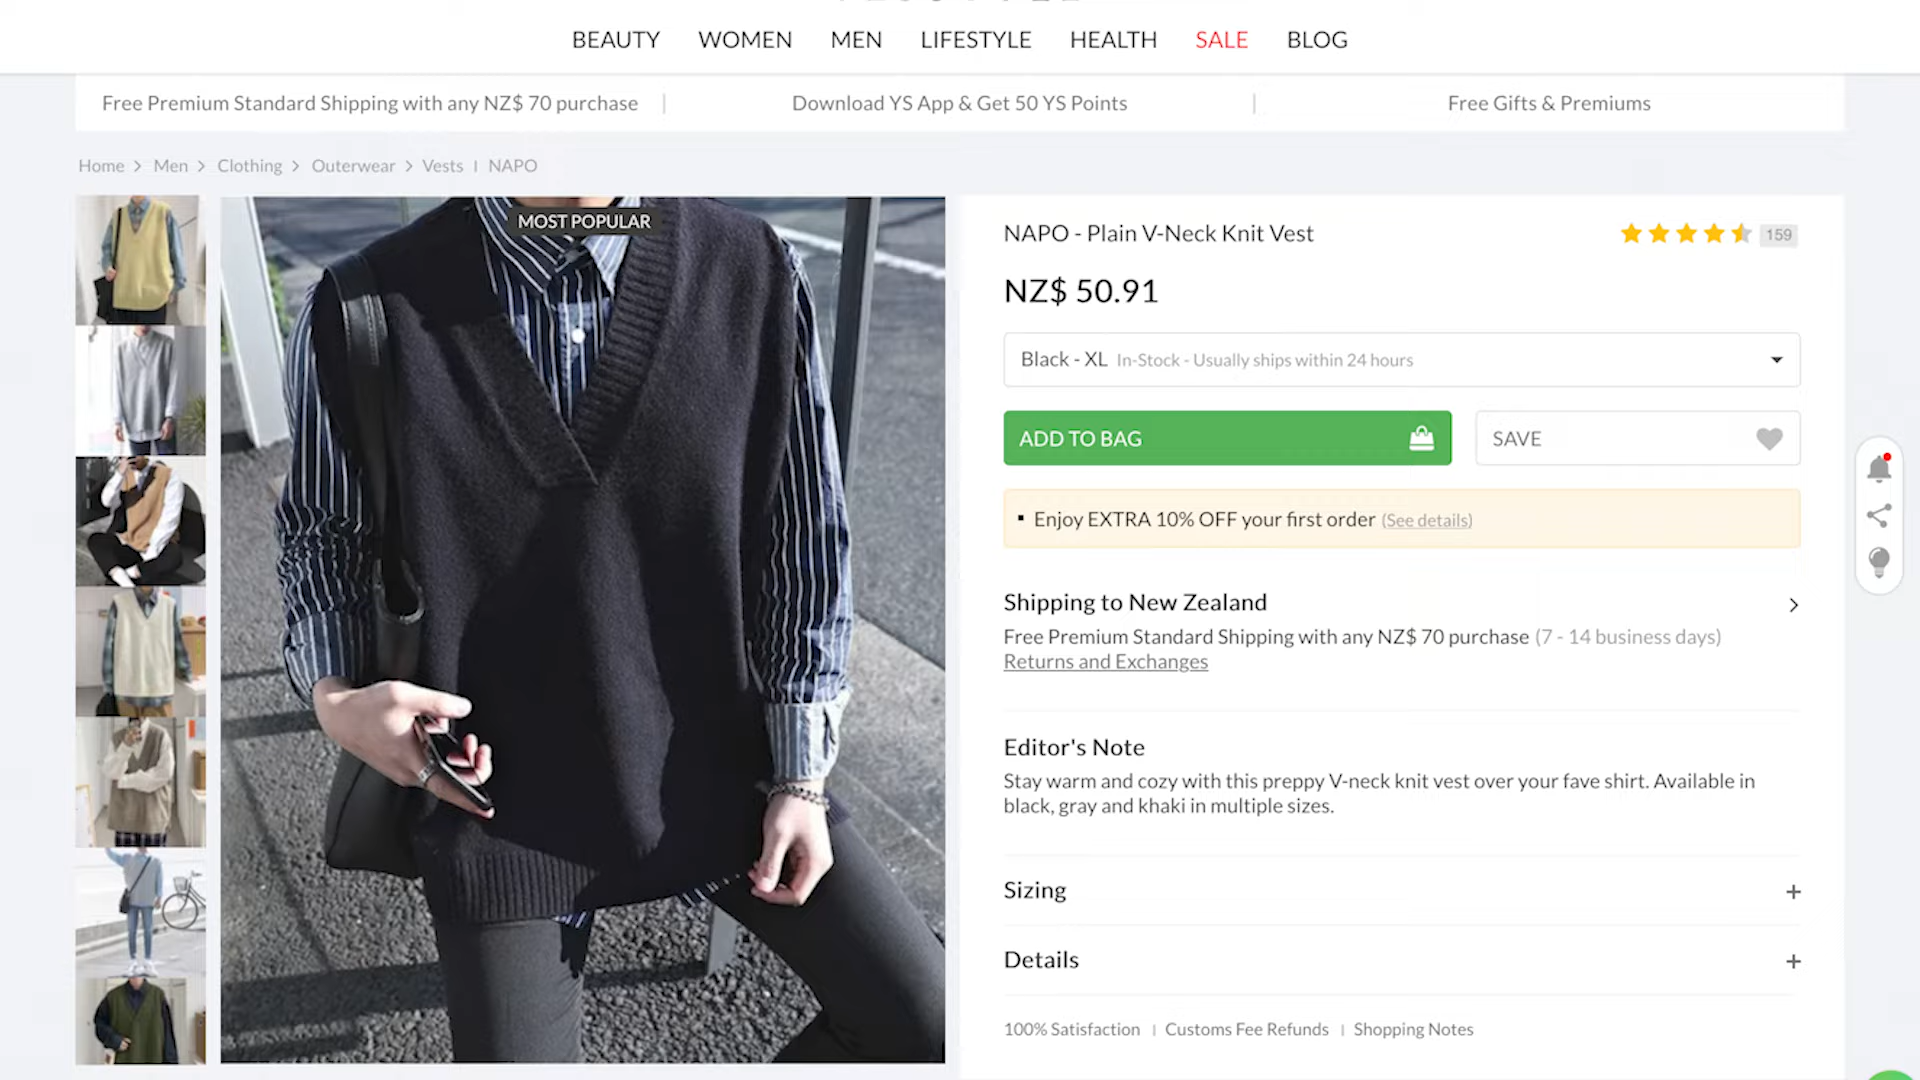 BEAUTY WOMEN MEN LIFESTYLE HEALTH SALE BLOG
Free Premium Standard Shipping with any NZ$ 70 purchase | Download YS App & Get 50 YS Points | Free Gifts & Premiums
Home > Men > Clothing > Outerwear > Vests | NAPO
MOST POPULAR
NAPO - Plain V-Neck Knit Vest
159
NZ$ 50.91
Black - XL In-Stock - Usually ships within 24 hours
ADD TO BAG
SAVE
▪ Enjoy EXTRA 10% OFF your first order (See details)
Shipping to New Zealand
Free Premium Standard Shipping with any NZ$ 70 purchase (7 - 14 business days)
Returns and Exchanges
Editor's Note
Stay warm and cozy with this preppy V-neck knit vest over your fave shirt. Available in
black, gray and khaki in multiple sizes.
Sizing +
Details +
100% Satisfaction | Customs Fee Refunds | Shopping Notes